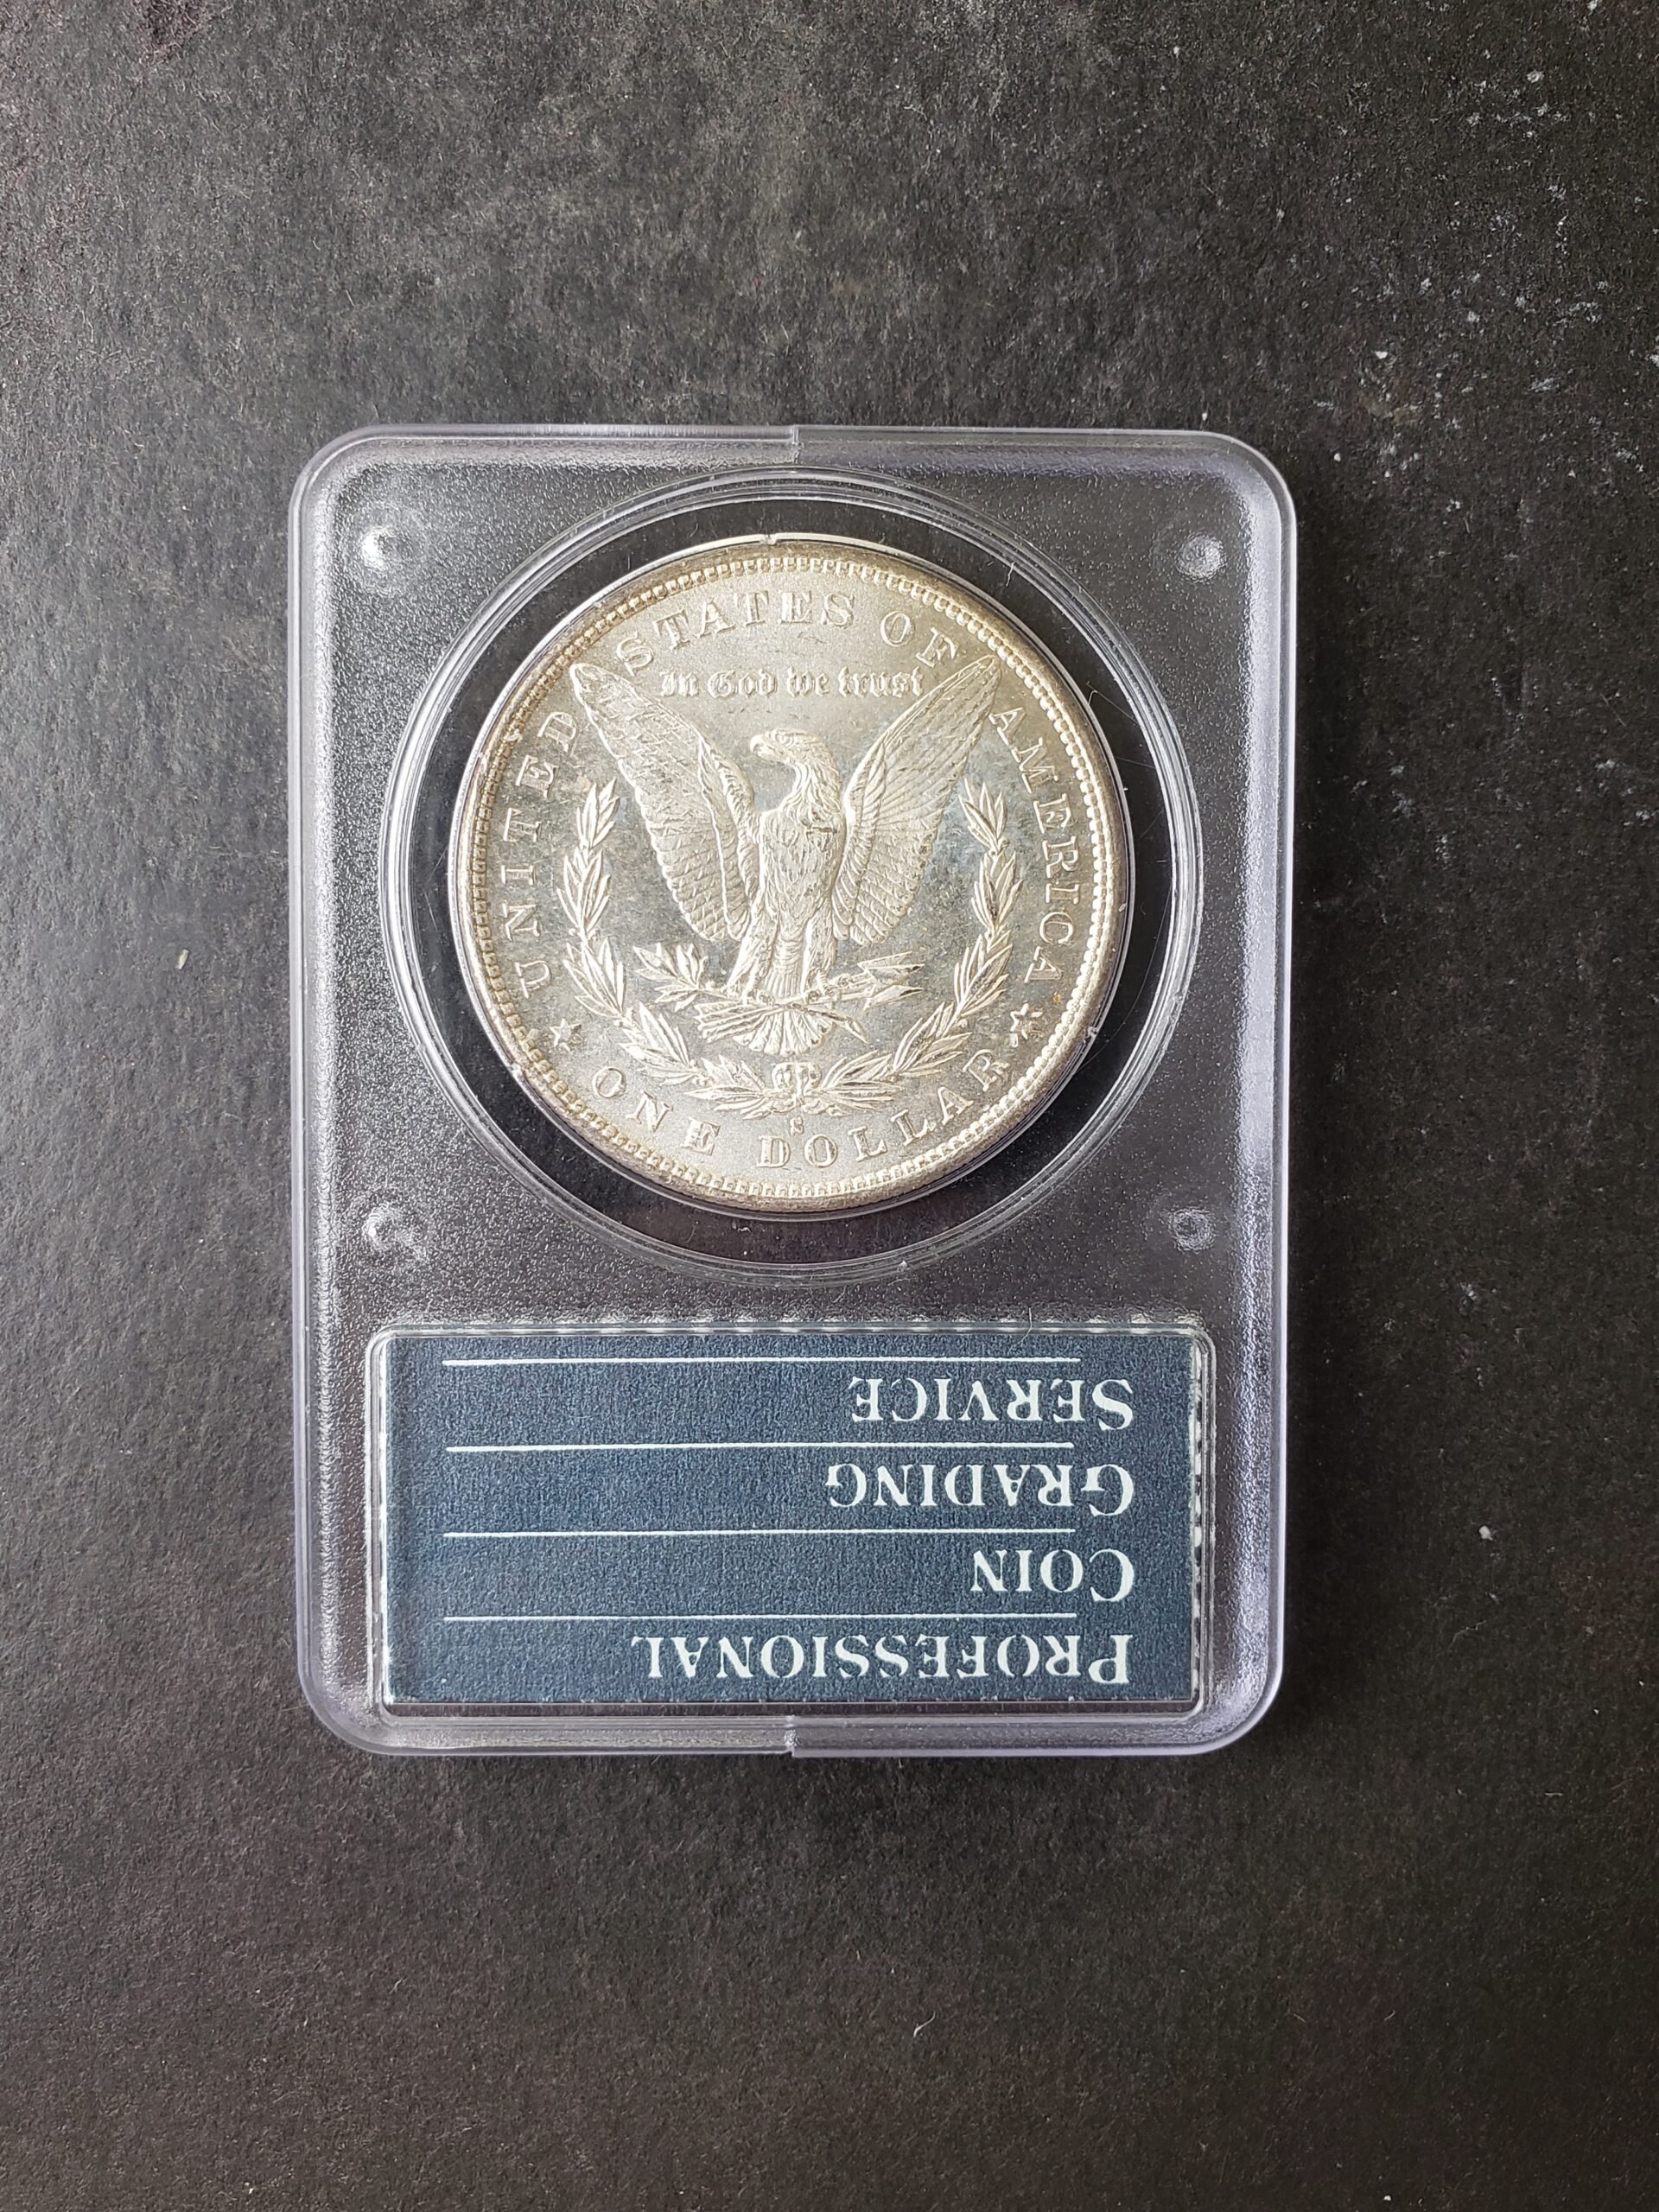 UNITED STATES OF AMERICA
In God we trust
S
ONE DOLLAR
PROFESSIONAL
COIN
GRADING
SERVICE